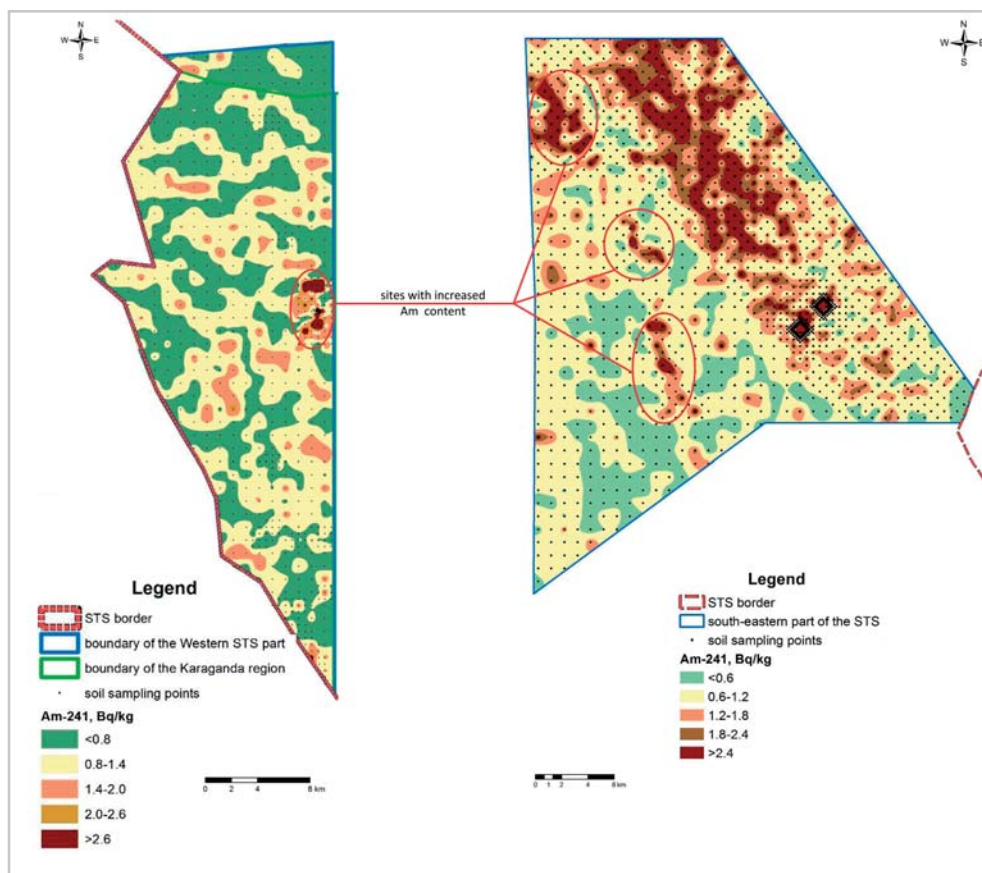 N
W E
S
N
W E
S
sites with increased
Am content
Legend
STS border
boundary of the Western STS part
boundary of the Karaganda region
soil sampling points
Am-241, Bq/kg
<0.8
0.8-1.4
1.4-2.0
2.0-2.6
>2.6
0 2 4 8 km
Legend
STS border
south-eastern part of the STS
soil sampling points
Am-241, Bq/kg
<0.6
0.6-1.2
1.2-1.8
1.8-2.4
>2.4
0 1 2 4 6 km